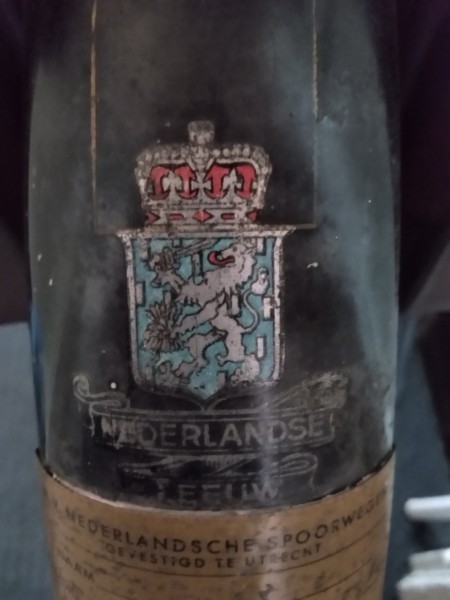 NEDERLANDSE
LEEUW
NEDERLANDSCHE SPOORWEGEN
GEVESTIGD TE UTRECHT